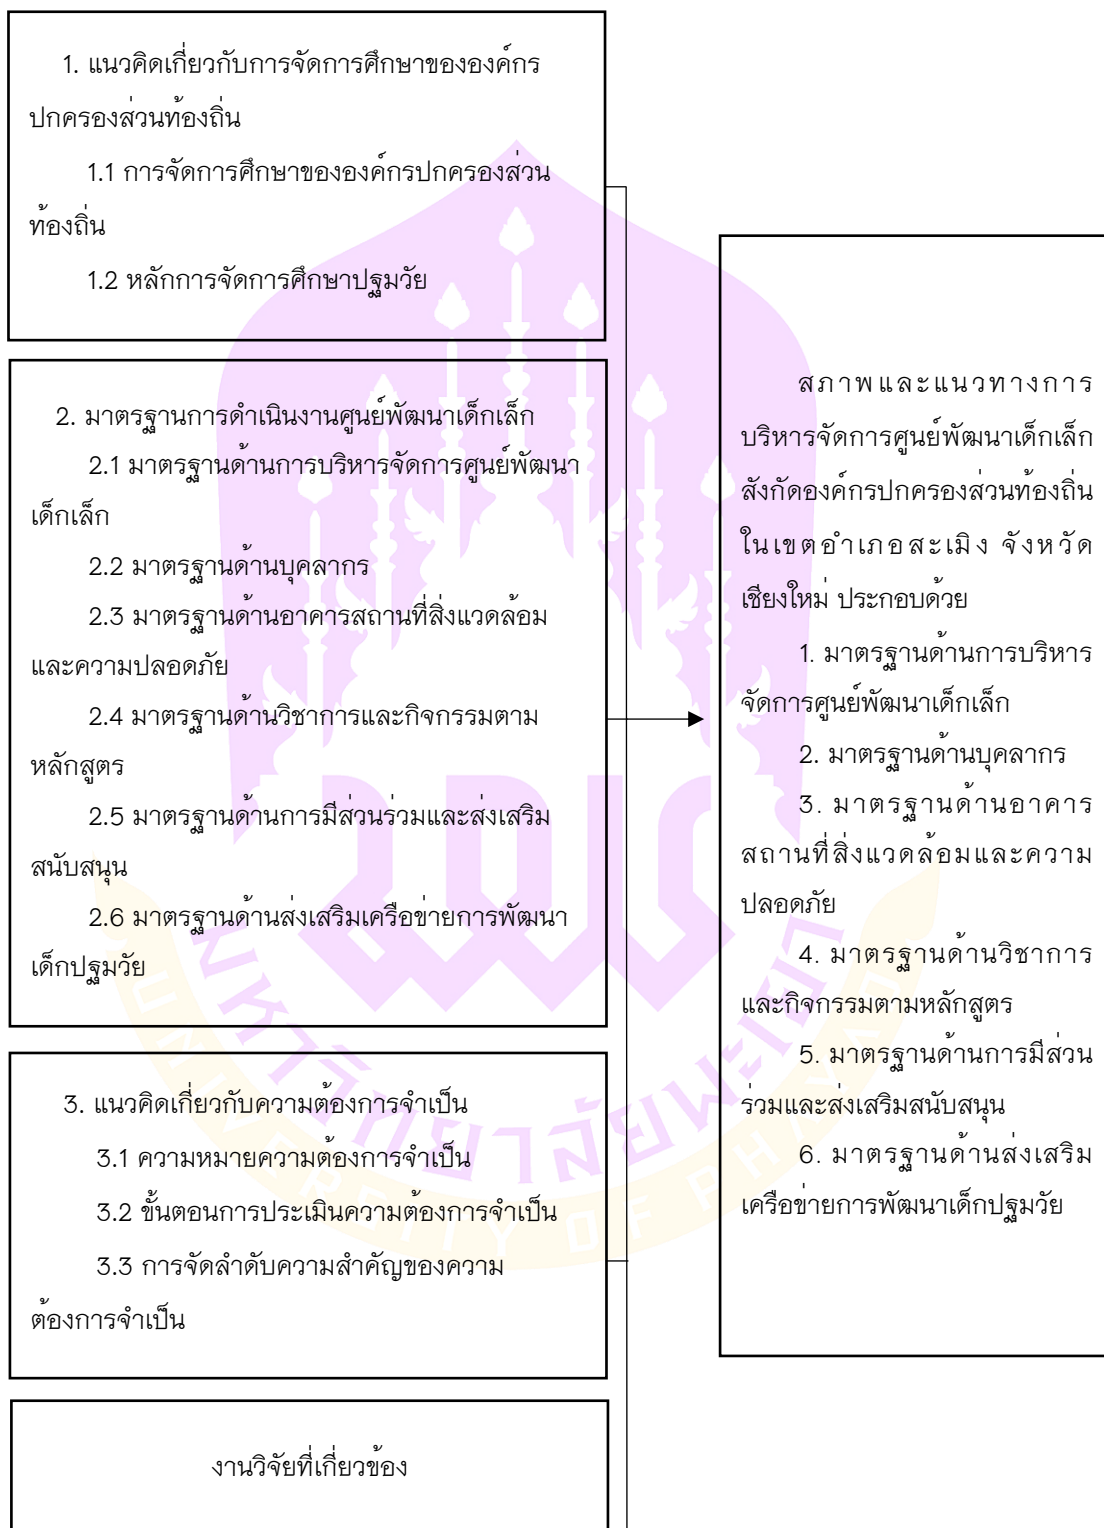 1. แนวคิดเกี่ยวกับการจัดการศึกษาขององค์กร
ปกครองส่วนท้องถิ่น
1.1 การจัดการศึกษาขององค์กรปกครองส่วน
ท้องถิ่น
1.2 หลักการจัดการศึกษาปฐมวัย
2. มาตรฐานการดำเนินงานศูนย์พัฒนาเด็กเล็ก
2.1 มาตรฐานด้านการบริหารจัดการศูนย์พัฒนา
เด็กเล็ก
2.2 มาตรฐานด้านบุคลากร
2.3 มาตรฐานด้านอาคารสถานที่สิ่งแวดล้อม
และความปลอดภัย
2.4 มาตรฐานด้านวิชาการและกิจกรรมตาม
หลักสูตร
2.5 มาตรฐานด้านการมีส่วนร่วมและส่งเสริม
สนับสนุน
2.6 มาตรฐานด้านส่งเสริมเครือข่ายการพัฒนา
เด็กปฐมวัย
3. แนวคิดเกี่ยวกับความต้องการจำเป็น
3.1 ความหมายความต้องการจำเป็น
3.2 ขั้นตอนการประเมินความต้องการจำเป็น
3.3 การจัดลำดับความสำคัญของความ
ต้องการจำเป็น
งานวิจัยที่เกี่ยวข้อง
สภาพและแนวทางการ
บริหารจัดการศูนย์พัฒนาเด็กเล็ก
สังกัดองค์กรปกครองส่วนท้องถิ่น
ในเขตอำเภอสะเมิง จังหวัด
เชียงใหม่ ประกอบด้วย
1. มาตรฐานด้านการบริหาร
จัดการศูนย์พัฒนาเด็กเล็ก
2. มาตรฐานด้านบุคลากร
3. มาตรฐานด้านอาคาร
สถานที่สิ่งแวดล้อมและความ
ปลอดภัย
4. มาตรฐานด้านวิชาการ
และกิจกรรมตามหลักสูตร
5. มาตรฐานด้านการมีส่วน
ร่วมและส่งเสริมสนับสนุน
6. มาตรฐานด้านส่งเสริม
เครือข่ายการพัฒนาเด็กปฐมวัย
มหาวิทยาลัยพะเยา
UNIVERSITY OF PHAYAO